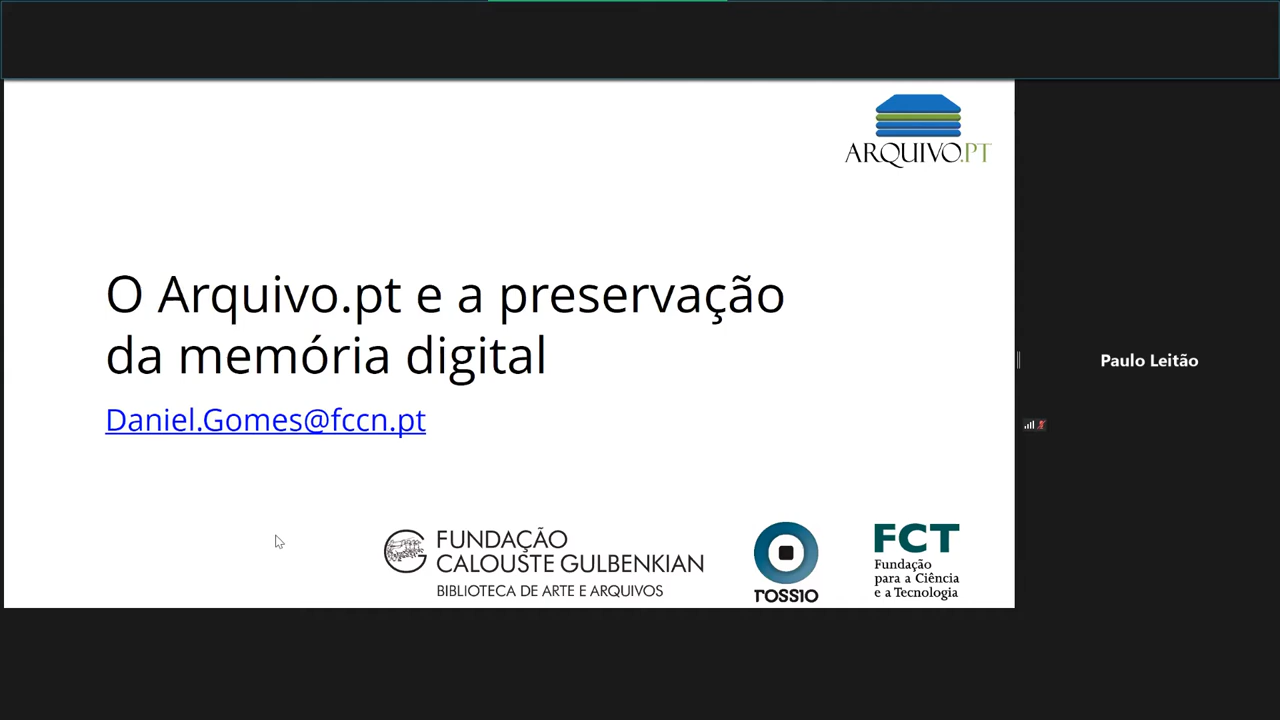 ARQUIVO.PT
O Arquivo.pt e a preservação
da memória digital
Daniel.Gomes@fccn.pt
Paulo Leitão
FUNDAÇÃO
CALOUSTE GULBENKIAN
BIBLIOTECA DE ARTE E ARQUIVOS
rossio
FCT
Fundação
para a Ciência
e a Tecnologia